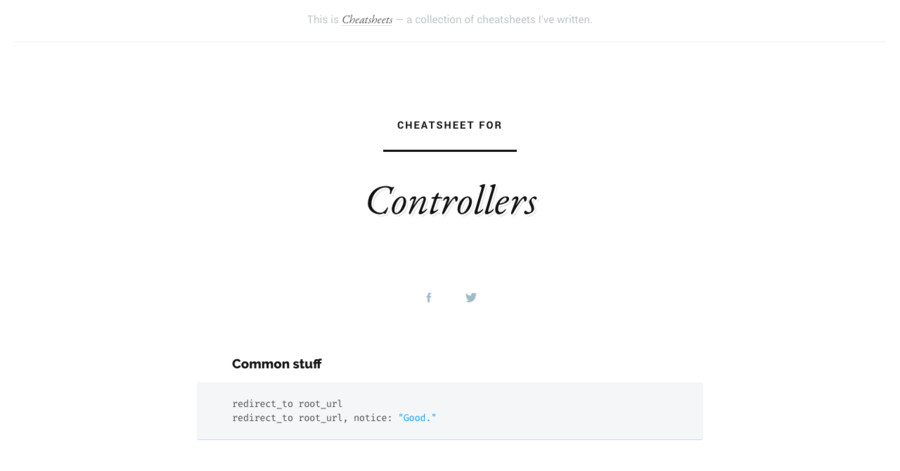 This is Cheatsheets — a collection of cheatsheets I've written.
CHEATSHEET FOR
Controllers
Common stuff
redirect_to root_url
redirect_to root_url, notice: "Good."